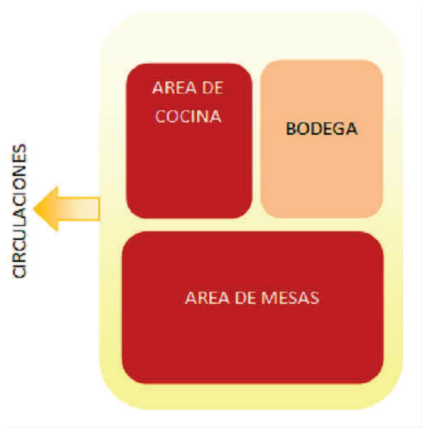 AREA DE
COCINA
BODEGA
CIRCULACIONES
AREA DE MESAS